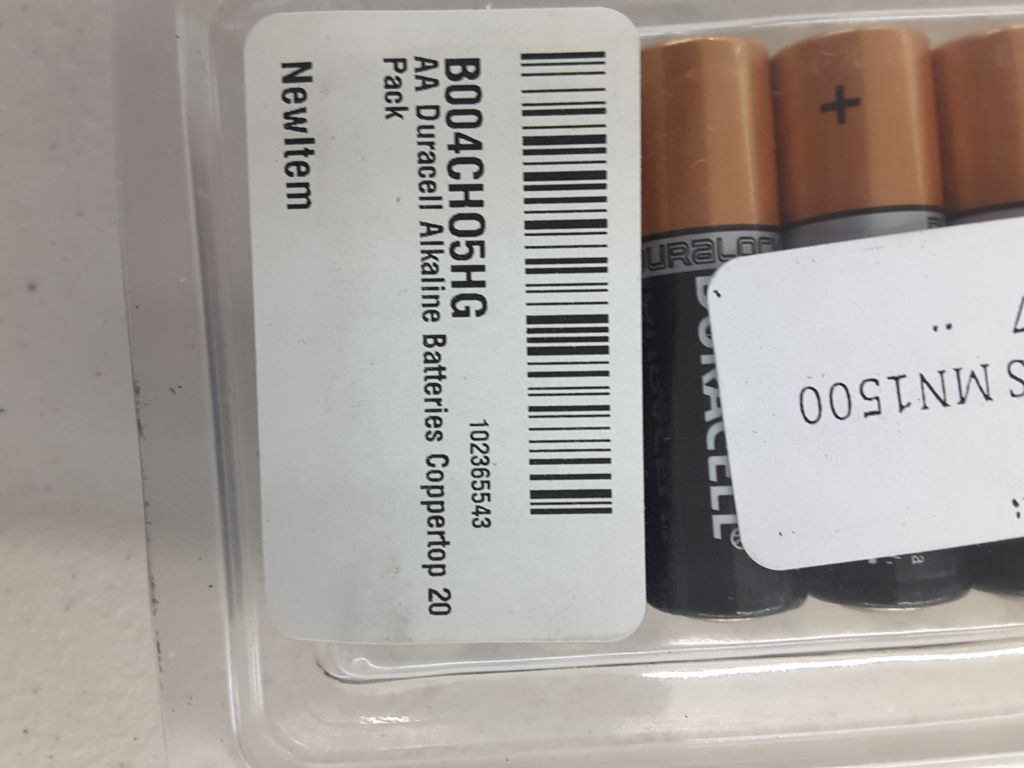 B004CHO5HG 102365543
AA Duracell Alkaline Batteries Coppertop 20
Pack
NewItem
+
DURALOCK
DURACELL®
S MN1500